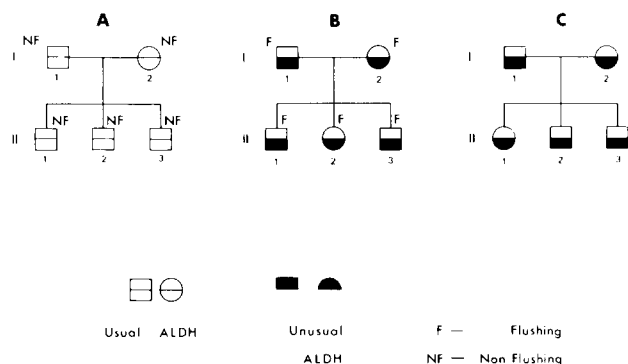 A B C
NF NF F F
I I I
1 2 1 2 1 2
NF NF NF F F F
II II II
1 2 3 1 2 3 1 2 3
Usual ALDH Unusual F — Flushing
ALDH NF — Non Flushing